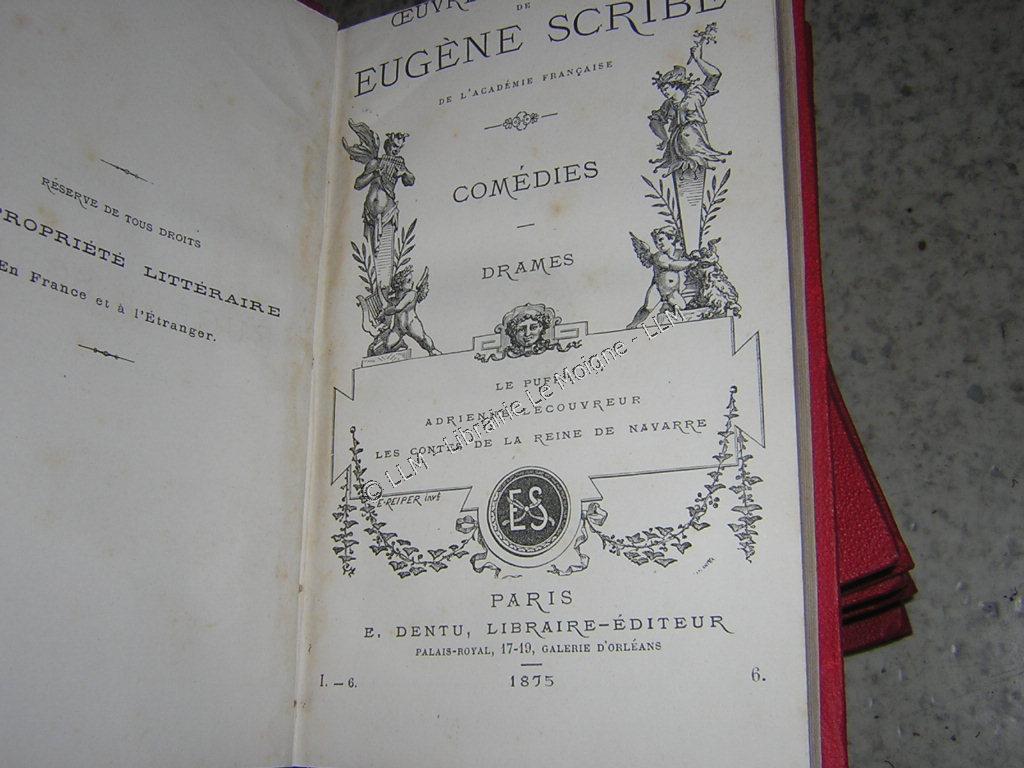 RÉSERVE DE TOUS DROITS
PROPRIÉTÉ LITTÉRAIRE
En France et à l'Étranger.
DE
EUGÈNE SCRIBE
DE L'ACADÉMIE FRANÇAISE
COMÉDIES
DRAMES
LE
ADRIENNE LECOUVREUR
LES CONTES DE LA REINE DE NAVARRE
© LLM - Librairie Le Moigne - LLM
E·REIPER invt
ES
PARIS
E. DENTU, LIBRAIRE-ÉDITEUR
PALAIS-ROYAL, 17-19, GALERIE D'ORLÉANS
1875
I. — 6.
6.